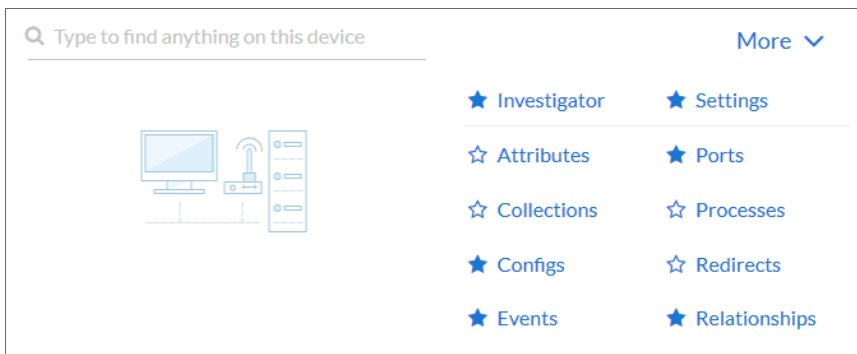 Type to find anything on this device
More
Investigator Settings
Attributes Ports
Collections Processes
Configs Redirects
Events Relationships